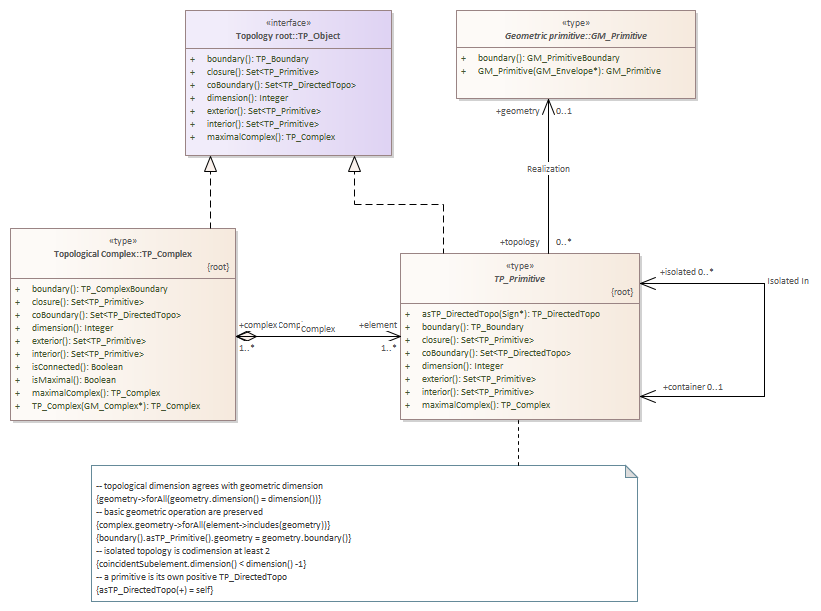 «interface»
Topology root::TP_Object
+ boundary(): TP_Boundary
+ closure(): Set<TP_Primitive>
+ coBoundary(): Set<TP_DirectedTopo>
+ dimension(): Integer
+ exterior(): Set<TP_Primitive>
+ interior(): Set<TP_Primitive>
+ maximalComplex(): TP_Complex
«type»
Geometric primitive::GM_Primitive
+ boundary(): GM_PrimitiveBoundary
+ GM_Primitive(GM_Envelope*): GM_Primitive
+geometry 0..1
Realization
+topology 0..*
«type»
Topological Complex::TP_Complex
{root}
+ boundary(): TP_ComplexBoundary
+ closure(): Set<TP_Primitive>
+ coBoundary(): Set<TP_DirectedTopo>
+ dimension(): Integer
+ exterior(): Set<TP_Primitive>
+ interior(): Set<TP_Primitive>
+ isConnected(): Boolean
+ isMaximal(): Boolean
+ maximalComplex(): TP_Complex
+ TP_Complex(GM_Complex*): TP_Complex
+complex Comp Complex +element
1..* 1..*
«type»
TP_Primitive
{root}
+ asTP_DirectedTopo(Sign*): TP_DirectedTopo
+ boundary(): TP_Boundary
+ closure(): Set<TP_Primitive>
+ coBoundary(): Set<TP_DirectedTopo>
+ dimension(): Integer
+ exterior(): Set<TP_Primitive>
+ interior(): Set<TP_Primitive>
+ maximalComplex(): TP_Complex
+isolated 0..*
Isolated In
+container 0..1
-- topological dimension agrees with geometric dimension
{geometry->forAll(geometry.dimension() = dimension())}
-- basic geometric operation are preserved
{complex.geometry->forAll(element->includes(geometry))}
{boundary().asTP_Primitive().geometry = geometry.boundary()}
-- isolated topology is codimension at least 2
{coincidentSubelement.dimension() < dimension() -1}
-- a primitive is its own positive TP_DirectedTopo
{asTP_DirectedTopo(+) = self}